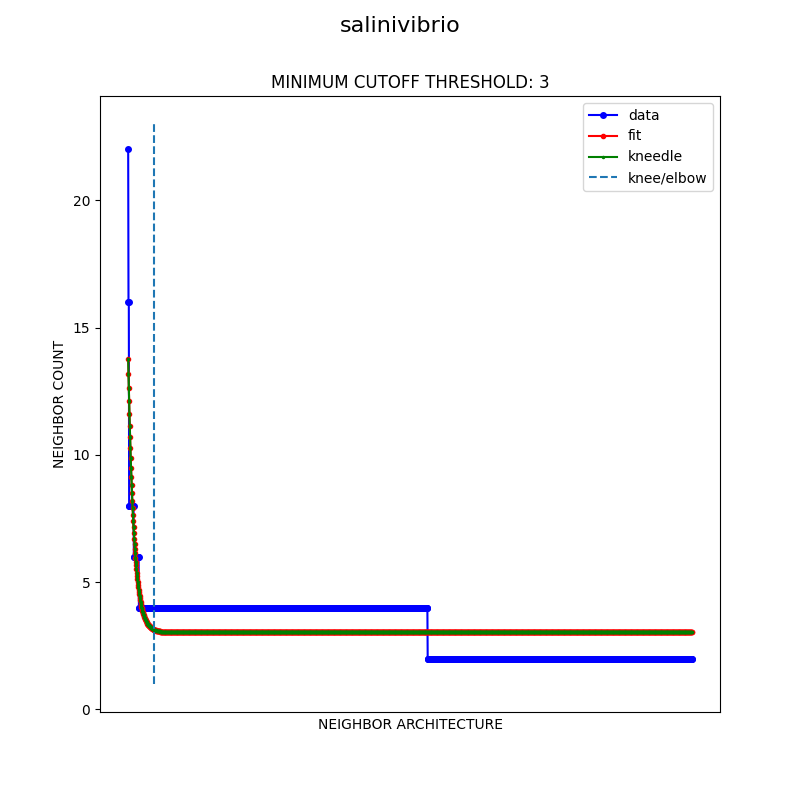 salinivibrio
MINIMUM CUTOFF THRESHOLD: 3
data
fit
kneedle
knee/elbow
20
15
10
5
0
NEIGHBOR COUNT
NEIGHBOR ARCHITECTURE